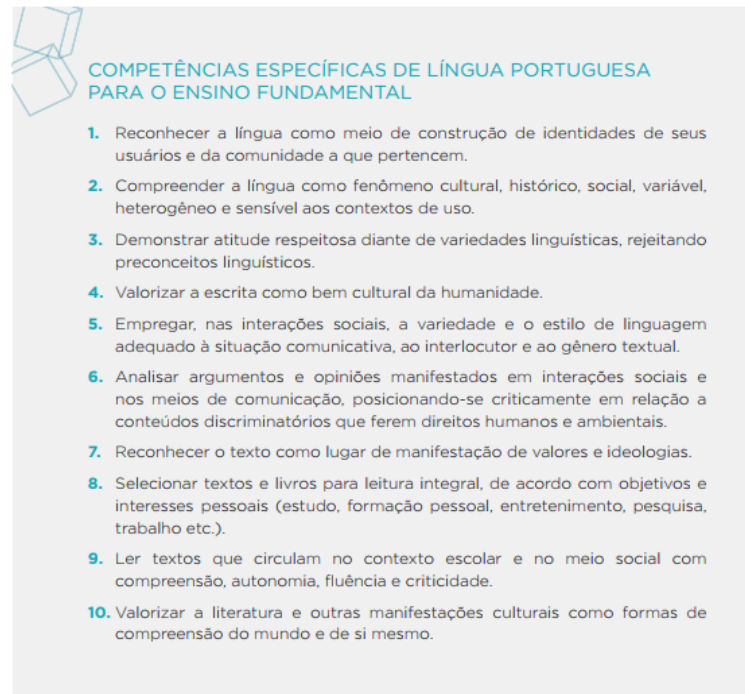 COMPETÊNCIAS ESPECÍFICAS DE LÍNGUA PORTUGUESA
PARA O ENSINO FUNDAMENTAL
1. Reconhecer a língua como meio de construção de identidades de seus
usuários e da comunidade a que pertencem.
2. Compreender a língua como fenômeno cultural, histórico, social, variável,
heterogêneo e sensível aos contextos de uso.
3. Demonstrar atitude respeitosa diante de variedades linguísticas, rejeitando
preconceitos linguísticos.
4. Valorizar a escrita como bem cultural da humanidade.
5. Empregar, nas interações sociais, a variedade e o estilo de linguagem
adequado à situação comunicativa, ao interlocutor e ao gênero textual.
6. Analisar argumentos e opiniões manifestados em interações sociais e
nos meios de comunicação, posicionando-se criticamente em relação a
conteúdos discriminatórios que ferem direitos humanos e ambientais.
7. Reconhecer o texto como lugar de manifestação de valores e ideologias.
8. Selecionar textos e livros para leitura integral, de acordo com objetivos e
interesses pessoais (estudo, formação pessoal, entretenimento, pesquisa,
trabalho etc.).
9. Ler textos que circulam no contexto escolar e no meio social com
compreensão, autonomia, fluência e criticidade.
10. Valorizar a literatura e outras manifestações culturais como formas de
compreensão do mundo e de si mesmo.